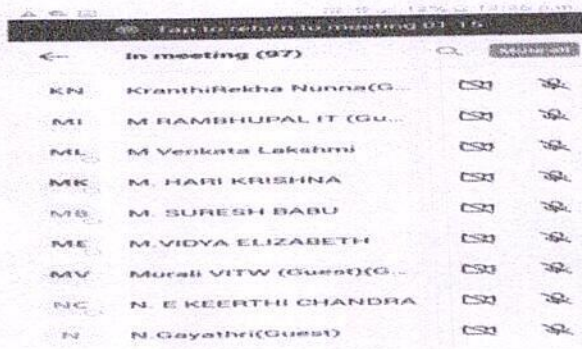 Tap to return to meeting 01:15
In meeting (97) Mute all
KN KranthiRekha Nunna(G...
MI M RAMBHUPAL IT (Gu...
ML M Venkata Lakshmi
MK M. HARI KRISHNA
MS M. SURESH BABU
ME M.VIDYA ELIZABETH
MV Murali VITW (Guest)(G...
NC N. E KEERTHI CHANDRA
N N.Gayathri(Guest)